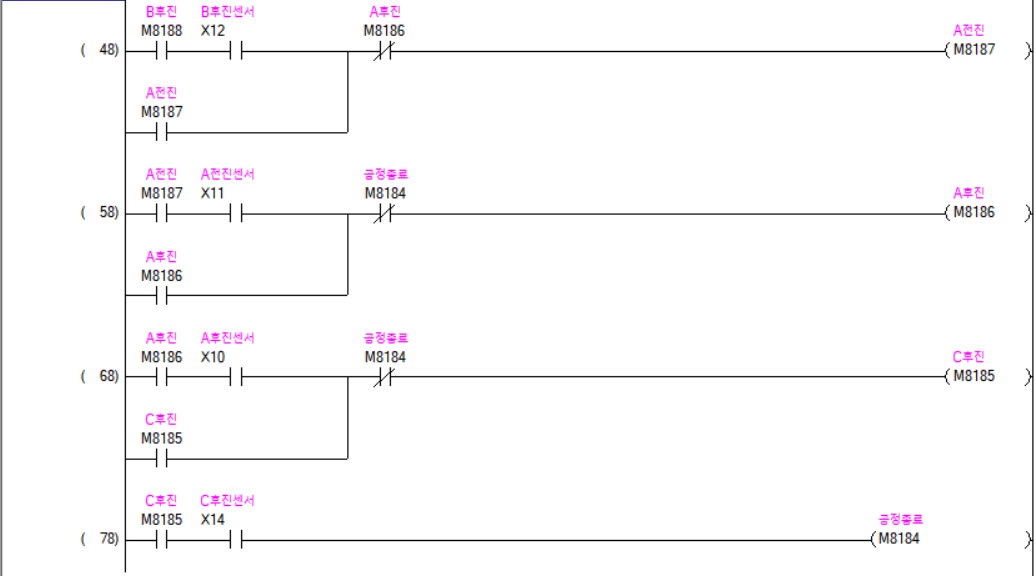 B후진 B후진센서 A후진
M8188 X12 M8186 A전진
( 48) ( M8187 )
A전진
M8187
A전진 A전진센서 공정종료
M8187 X11 M8184 A후진
( 58) ( M8186 )
A후진
M8186
A후진 A후진센서 공정종료
M8186 X10 M8184 C후진
( 68) ( M8185 )
C후진
M8185
C후진 C후진센서 공정종료
M8185 X14
( 78) ( M8184 )